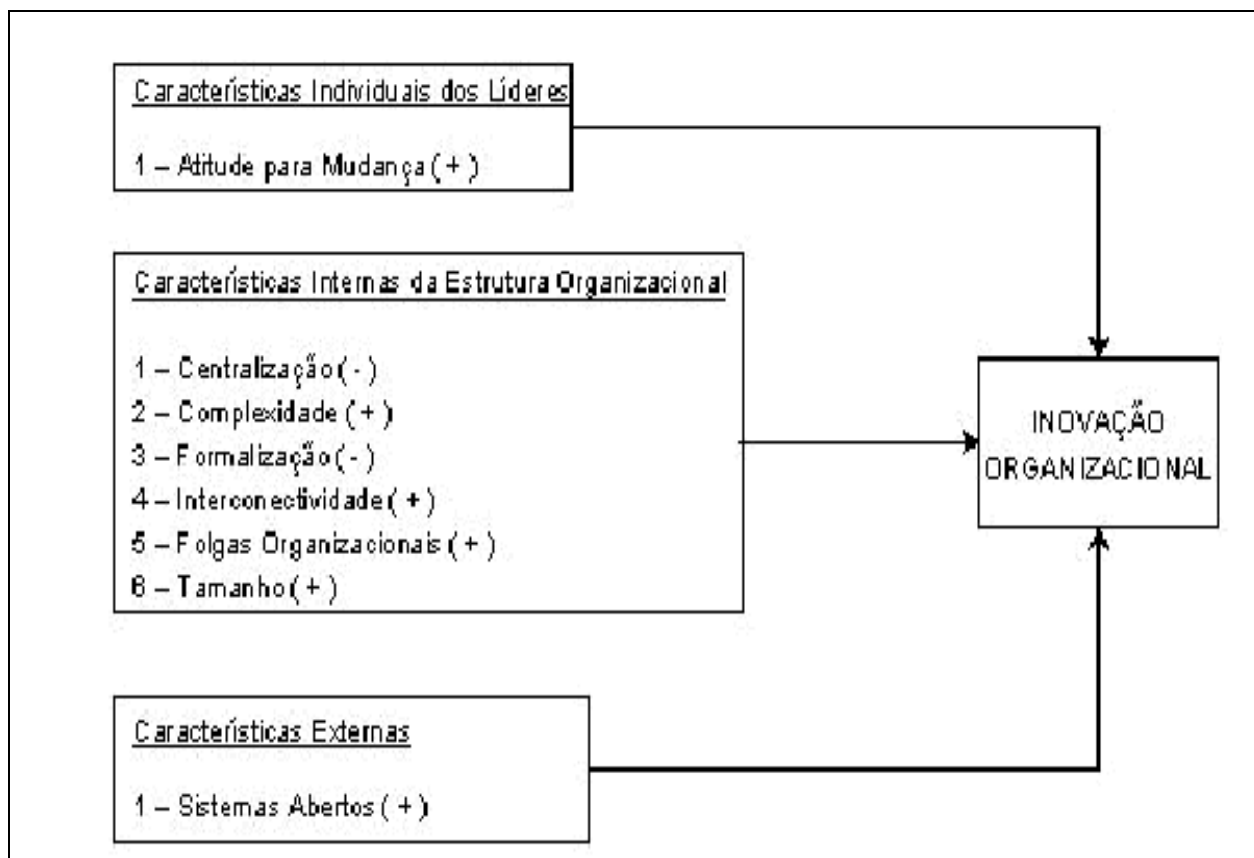 Características Individuais dos Líderes
1 – Atitude para Mudança ( + )
Características Internas da Estrutura Organizacional
1 – Centralização ( - )
2 – Complexidade ( + )
3 – Formalização ( - )
4 – Interconectividade ( + )
5 – Folgas Organizacionais ( + )
6 – Tamanho ( + )
INOVAÇÃO
ORGANIZACIONAL
Características Externas
1 – Sistemas Abertos ( + )